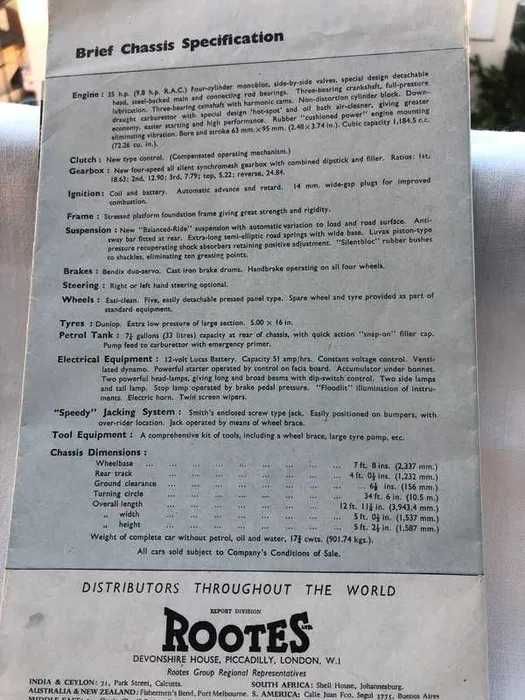 Brief Chassis Specification
Engine : 35 h.p. (9.8 h.p. R.A.C.) four-cylinder monobloc, side-by-side valves, special design detachable
head, steel-backed main and connecting rod bearings. Three-bearing crankshaft, full-pressure
lubrication. Three-bearing camshaft with harmonic cams. Non-distortion cylinder block. Down-
draught carburettor with special design 'hot-spot' and oil bath air-cleaner, giving greater
economy, easier starting and high performance. Rubber "cushioned power" engine mounting
eliminating vibration. Bore and stroke 63 mm. × 95 mm. (2.48 × 3.74 in.). Cubic capacity 1,184.5 c.c.
(72.26 cu. in.).
Clutch : New type control. (Compensated operating mechanism.)
Gearbox : New four-speed all silent synchromesh gearbox with combined dipstick and filler. Ratios: 1st,
18.63; 2nd, 12.90; 3rd, 7.79; top, 5.22; reverse, 24.84.
Ignition: Coil and battery. Automatic advance and retard. 14 mm. wide-gap plugs for improved
combustion.
Frame : Stressed platform foundation frame giving great strength and rigidity.
Suspension : New "Balanced-Ride" suspension with automatic variation to load and road surface. Anti-
sway bar fitted at rear. Extra-long semi-elliptic road springs with wide base. Luvax piston-type
pressure recuperating shock absorbers retaining positive adjustment. "Silentbloc" rubber bushes
to shackles, eliminating ten greasing points.
Brakes : Bendix duo-servo. Cast iron brake drums. Handbrake operating on all four wheels.
Steering : Right or left hand steering optional.
Wheels : Easi-clean. Five, easily detachable pressed panel type. Spare wheel and tyre provided as part of
standard equipment.
Tyres : Dunlop. Extra low pressure of large section. 5.00 × 16 in.
Petrol Tank : 7¼ gallons (33 litres) capacity at rear of chassis, with quick action "snap-on" filler cap.
Pump feed to carburettor with emergency primer.
Electrical Equipment : 12-volt Lucas Battery. Capacity 51 amp/hrs. Constant voltage control. Venti-
lated dynamo. Powerful starter operated by control on facia board. Accumulator under bonnet.
Two powerful head-lamps, giving long and broad beams with dip-switch control. Two side lamps
and tail lamp. Stop lamp operated by brake pedal pressure. "Floodlit" illumination of instru-
ments. Electric horn. Twin screen wipers.
"Speedy" Jacking System : Smith's enclosed screw type jack. Easily positioned on bumpers, with
over-rider location. Jack operated by means of wheel brace.
Tool Equipment : A comprehensive kit of tools, including a wheel brace, large tyre pump, etc.
Chassis Dimensions :
Wheelbase ... ... ... ... ... ... ... 7 ft. 8 ins. (2,337 mm.)
Rear track ... ... ... ... ... ... ... 4 ft. 0½ ins. (1,232 mm.)
Ground clearance ... ... ... ... ... ... ... 6⅛ ins. (156 mm.)
Turning circle ... ... ... ... ... ... 34 ft. 6 in. (10.5 m.)
Overall length ... ... ... ... ... ... 12 ft. 11¼ in. (3,943.4 mm.)
„ width ... ... ... ... ... ... 5 ft. 0½ in. (1,537 mm.)
„ height ... ... ... ... ... ... 5 ft. 2½ in. (1,587 mm.)
Weight of complete car without petrol, oil and water, 17¾ cwts. (901.74 kgs.).
All cars sold subject to Company's Conditions of Sale.
DISTRIBUTORS THROUGHOUT THE WORLD
EXPORT DIVISION
ROOTES LTD.
DEVONSHIRE HOUSE, PICCADILLY, LONDON, W.1
Rootes Group Regional Representatives
INDIA & CEYLON: 71, Park Street, Calcutta. SOUTH AFRICA: Shell House, Johannesburg.
AUSTRALIA & NEW ZEALAND: Fishermen's Bend, Port Melbourne. S. AMERICA: Calle Juan Fco. Segui 3775, Buenos Aires